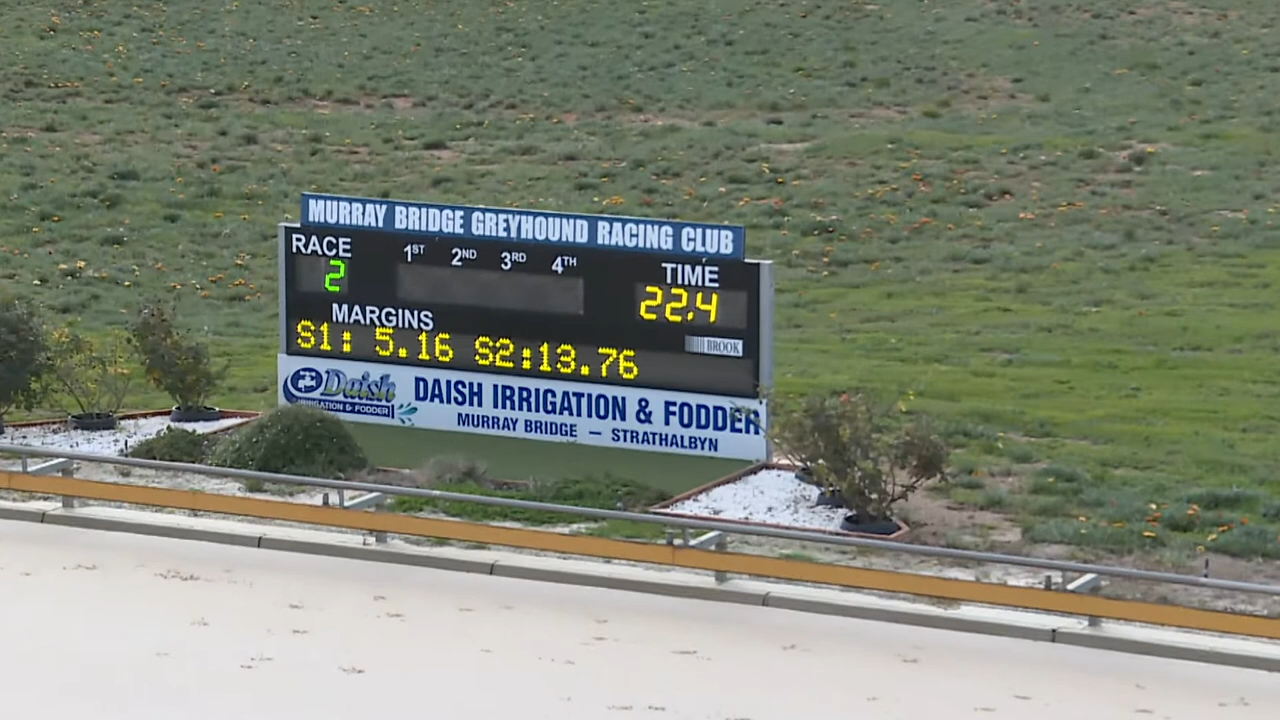 MURRAY BRIDGE GREYHOUND RACING CLUB
RACE 1ST 2ND 3RD 4TH TIME
2 22.4
MARGINS
S1: 5.16 S2:13.76
BROOK
Daish
IRRIGATION & FODDER
DAISH IRRIGATION & FODDER
MURRAY BRIDGE — STRATHALBYN